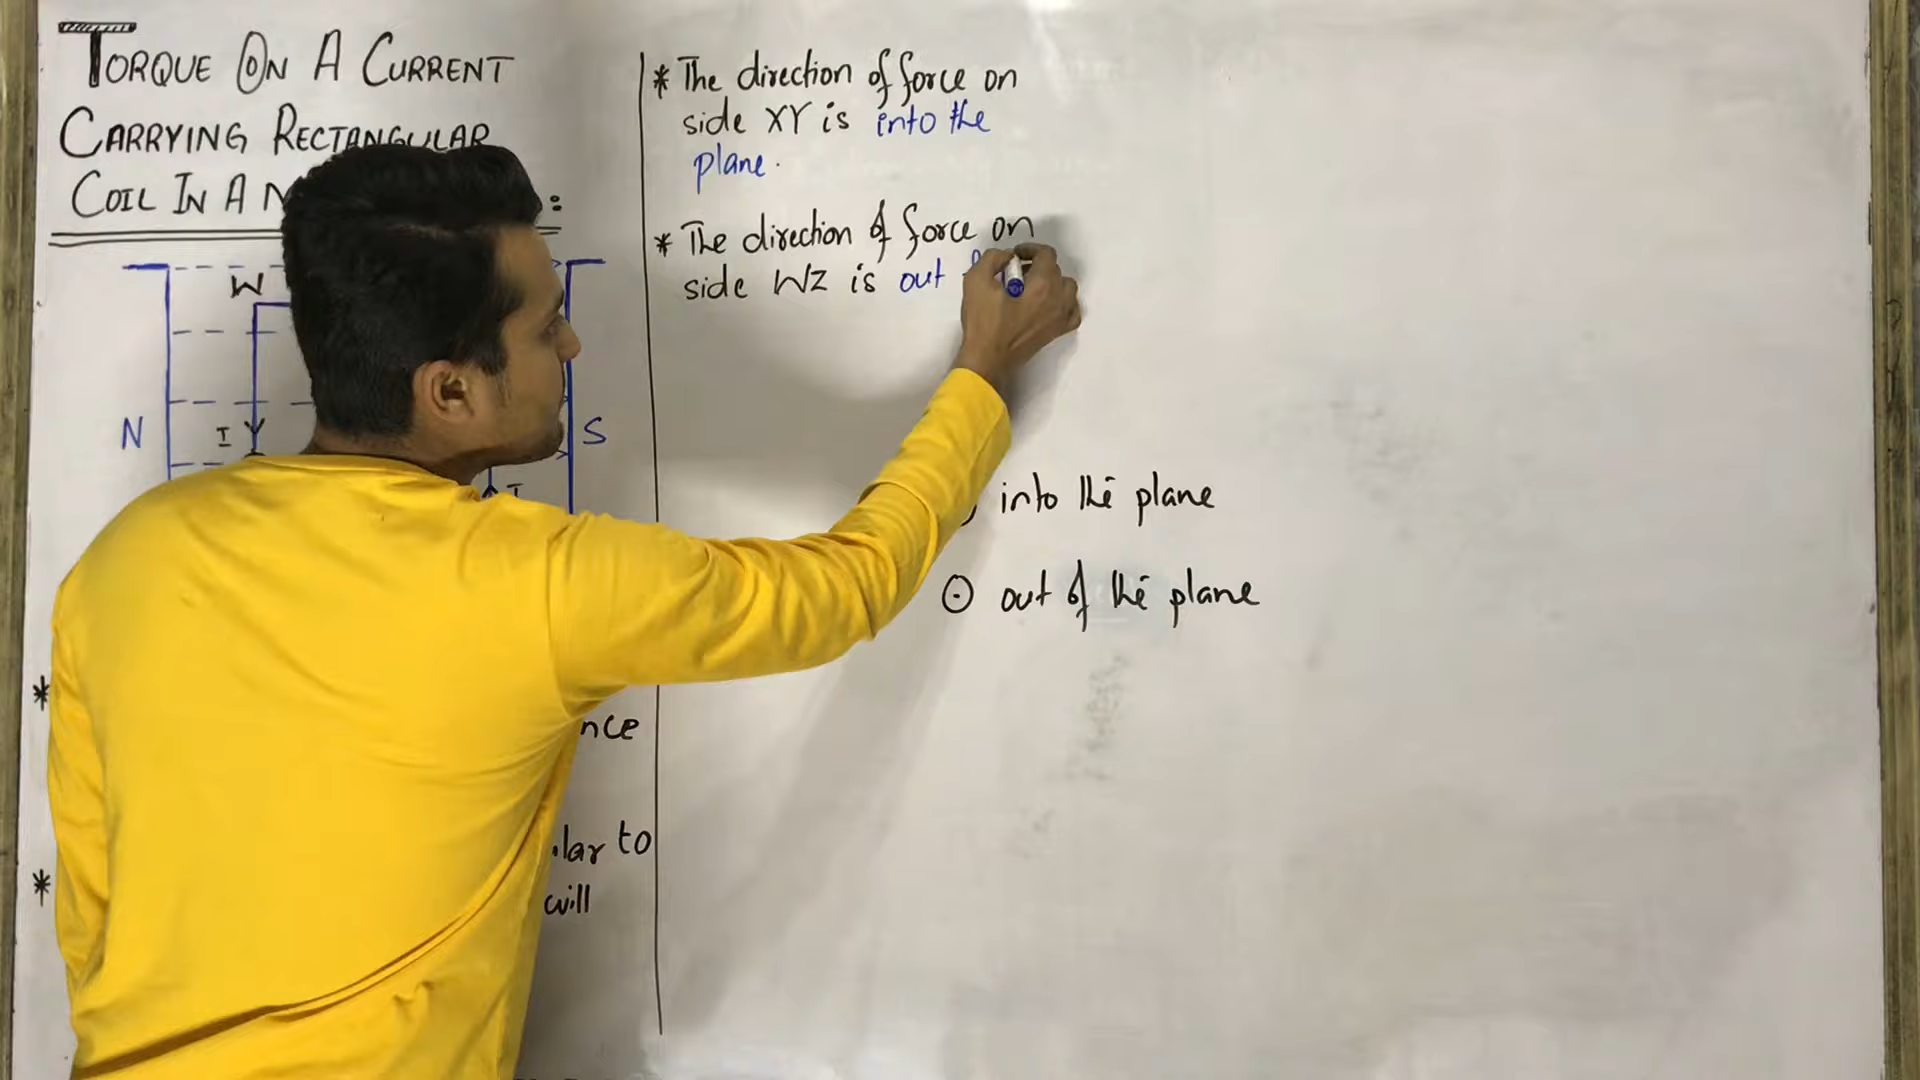 TORQUE ON A CURRENT
CARRYING RECTANGULAR
COIL IN A
W
N
I
S
I
nce
to
will
* The direction of force on
side XY is into the
plane.
* The direction of force on
side WZ is out
into the plane
⊙ out of the plane